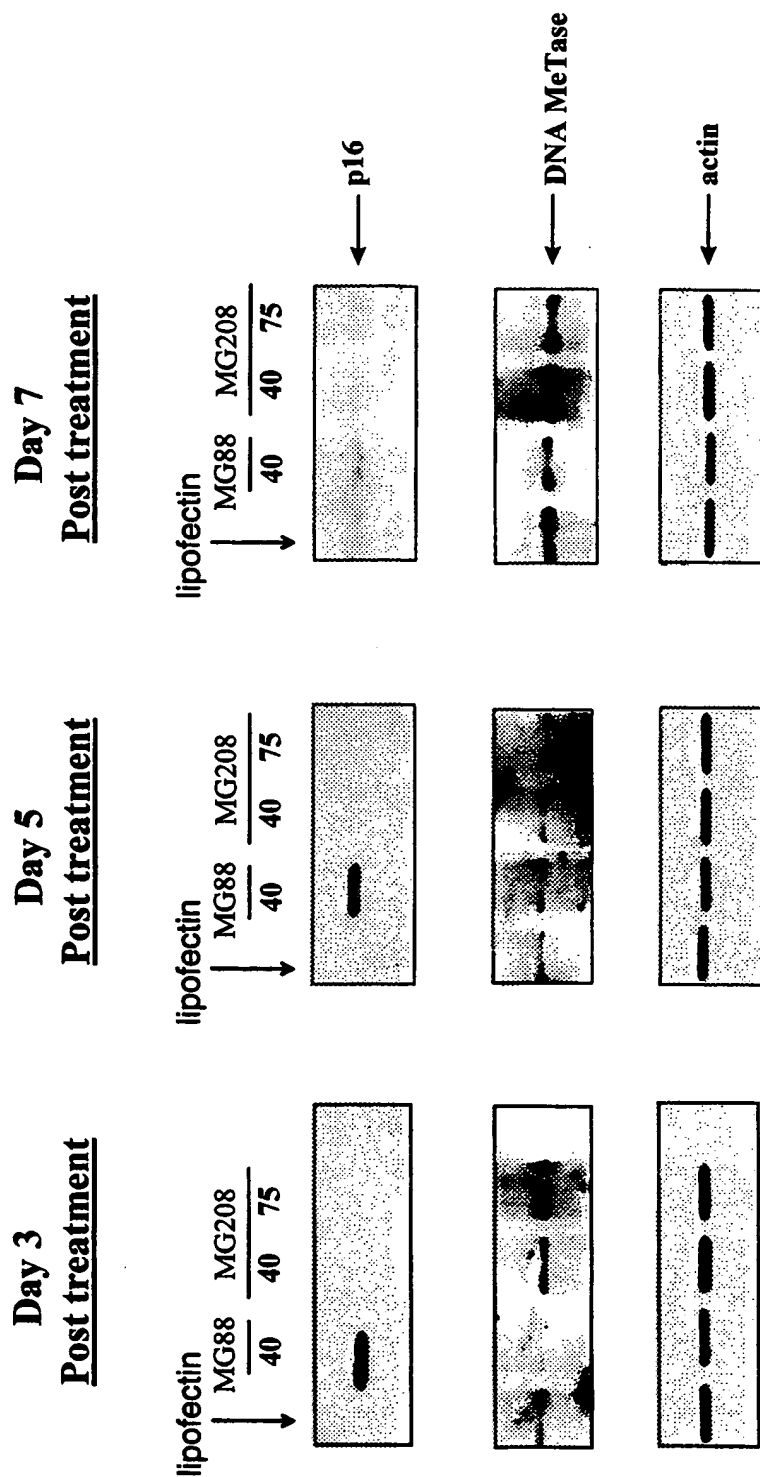 Day 3
Post treatment
lipofectin
MG88 MG208
40 40 75
Day 5
Post treatment
lipofectin
MG88 MG208
40 40 75
Day 7
Post treatment
lipofectin
MG88 MG208
40 40 75
p16
DNA MeTase
actin